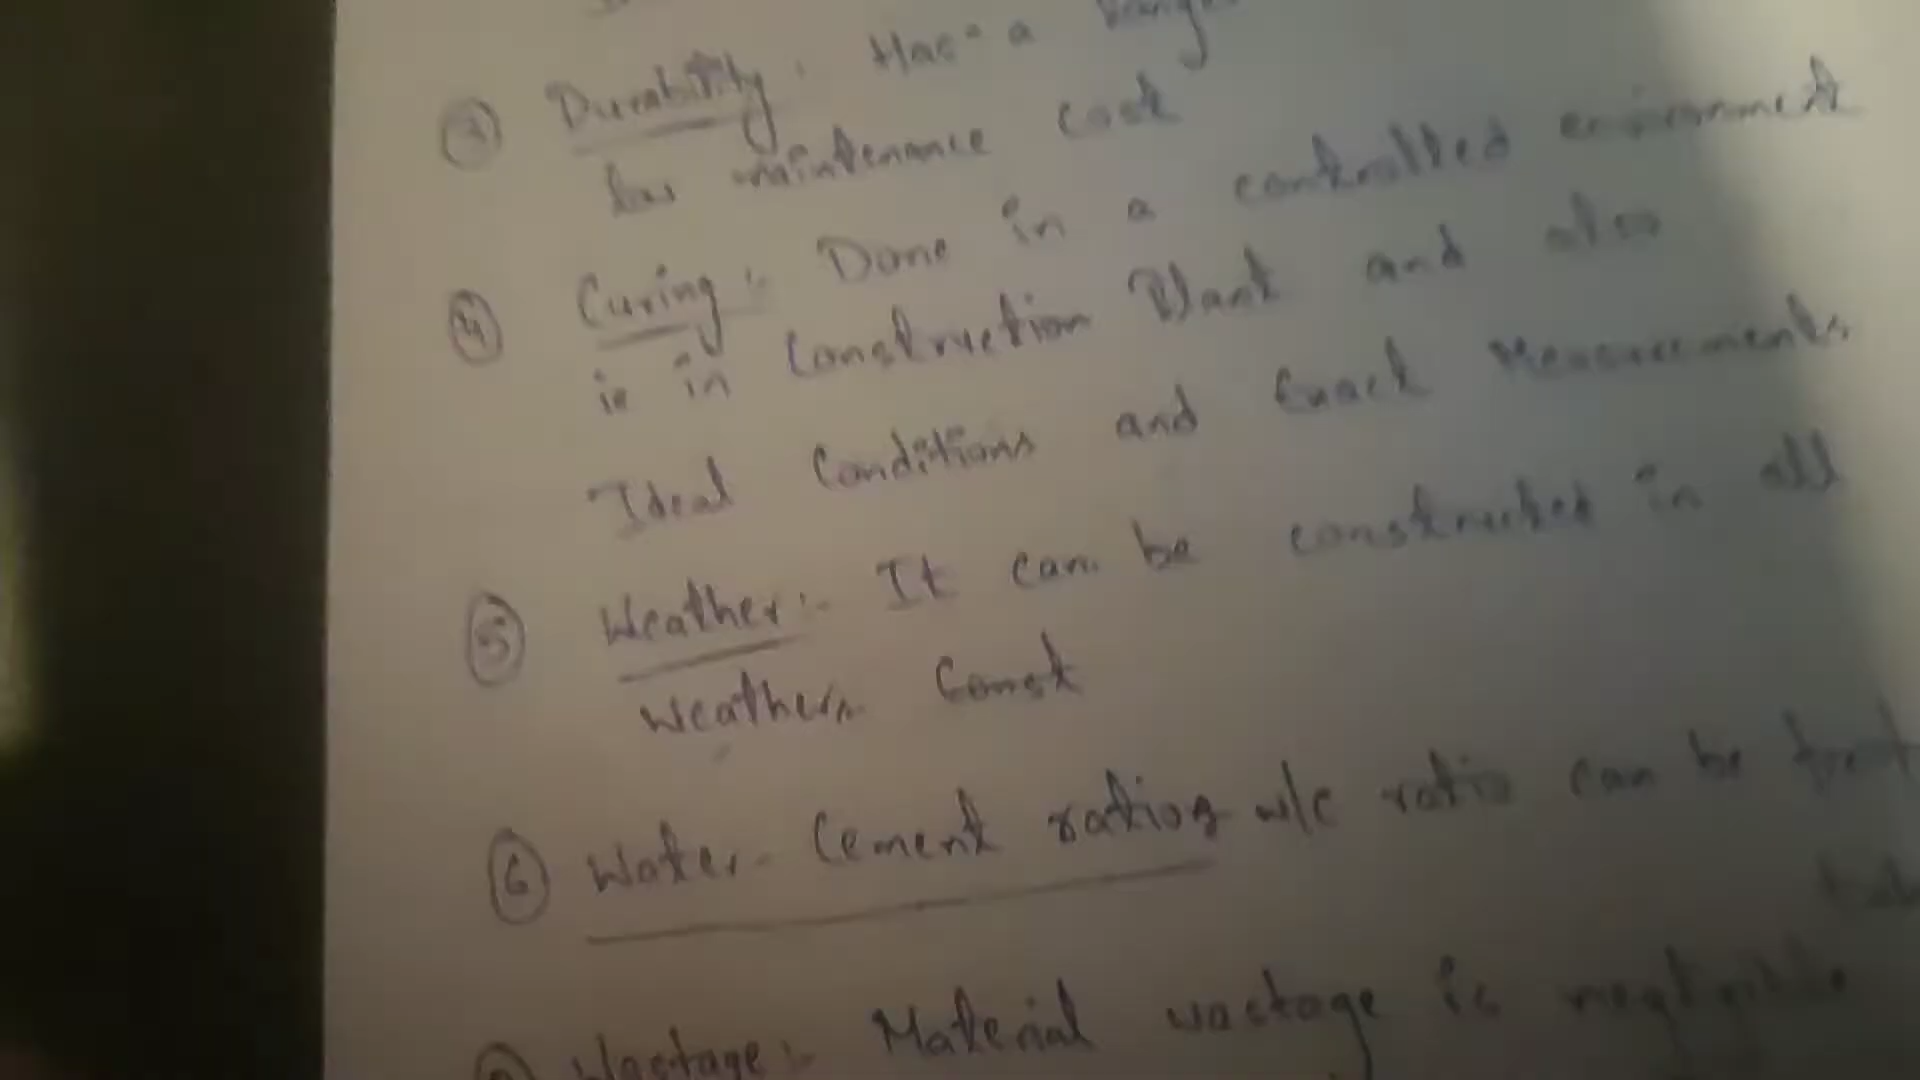 ③ Durability: Has a
low maintenance cost
④ Curing:- Done in a controlled environment
is in Construction Plant and also
Ideal Conditions and Exact Measurements
⑤ Weather:- It can be constructed in all
weathers Const
⑥ Water-Cement ratios w/c ratio can be
Wastage:- Material wastage is negligible